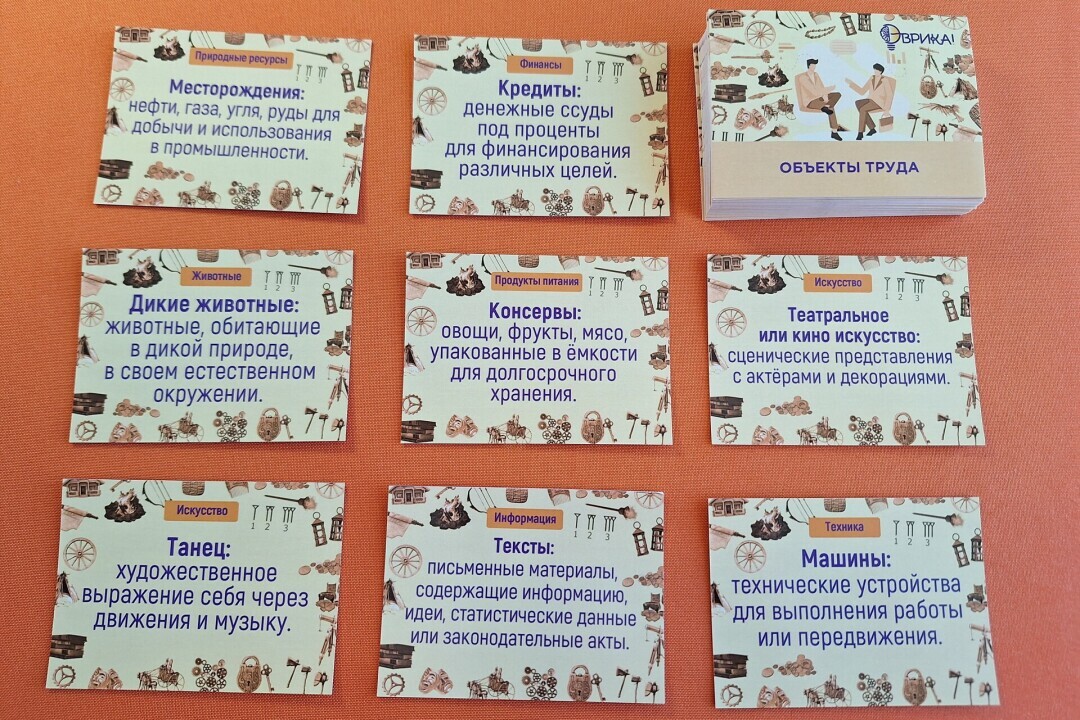 Природные ресурсы
1 2 3
Месторождения:
нефти, газа, угля, руды для
добычи и использования
в промышленности.
Финансы
1 2 3
Кредиты:
денежные ссуды
под проценты
для финансирования
различных целей.
ЭВРИКА!
ОБЪЕКТЫ ТРУДА
Животные
1 2 3
Дикие животные:
животные, обитающие
в дикой природе,
в своем естественном
окружении.
Продукты питания
1 2 3
Консервы:
овощи, фрукты, мясо,
упакованные в ёмкости
для долгосрочного
хранения.
Искусство
1 2 3
Театральное
или кино искусство:
сценические представления
с актёрами и декорациями.
Искусство
1 2 3
Танец:
художественное
выражение себя через
движения и музыку.
Информация
1 2 3
Тексты:
письменные материалы,
содержащие информацию,
идеи, статистические данные
или законодательные акты.
Техника
1 2 3
Машины:
технические устройства
для выполнения работы
или передвижения.